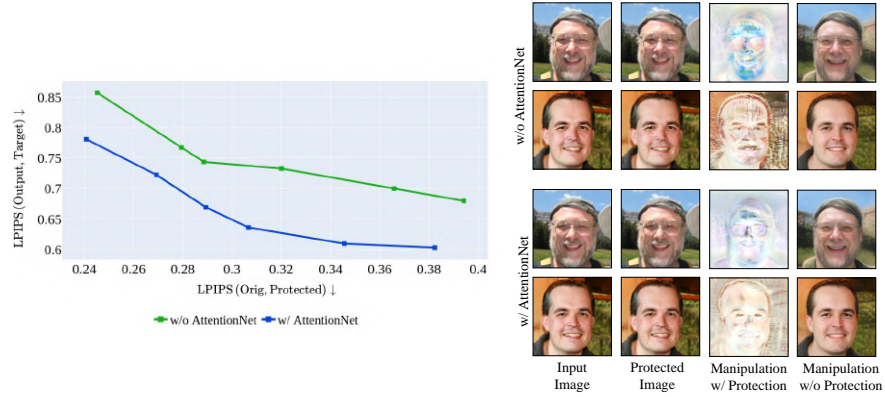 0.85
0.8
0.75
0.7
0.65
0.6
LPIPS (Output, Target) ↓
0.24
0.26
0.28
0.3
0.32
0.34
0.36
0.38
0.4
LPIPS (Orig, Protected) ↓
w/o AttentionNet
w/ AttentionNet
w/o AttentionNet
w/ AttentionNet
Input
Image
Protected
Image
Manipulation
w/ Protection
Manipulation
w/o Protection